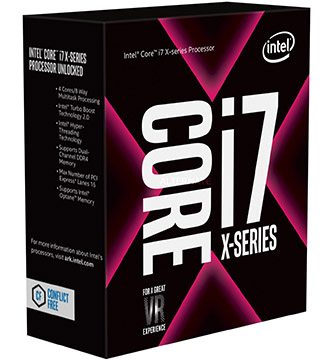 INTEL® CORE™ i7 X-SERIES
PROCESSOR UNLOCKED
• 4 Cores/8 Way
Multitask Processing
• Intel® Turbo Boost
Technology 2.0
• Intel® Hyper-
Threading
Technology
• Supports Dual-
Channel DDR4
Memory
• Max Number of PCI
Express® Lanes 16
• Supports Intel®
Optane™ Memory
For more information about Intel's
processors, visit ark.intel.com
CF
CONFLICT
FREE
Intel® Core™ i7 X-series Processor
intel®
CORE
i7
X-SERIES
FOR A GREAT
VR
EXPERIENCE